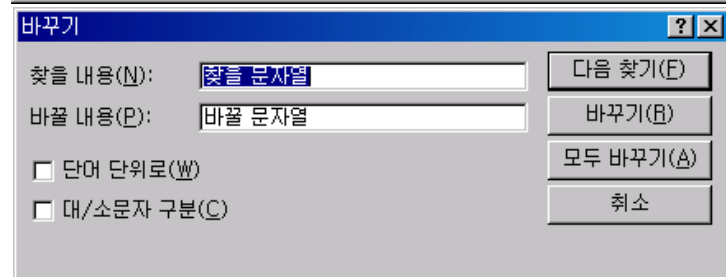 바꾸기
찾을 내용(N): 찾을 문자열 다음 찾기(F)
바꿀 내용(P): 바꿀 문자열 바꾸기(R)
단어 단위로(W) 모두 바꾸기(A)
대/소문자 구분(C) 취소